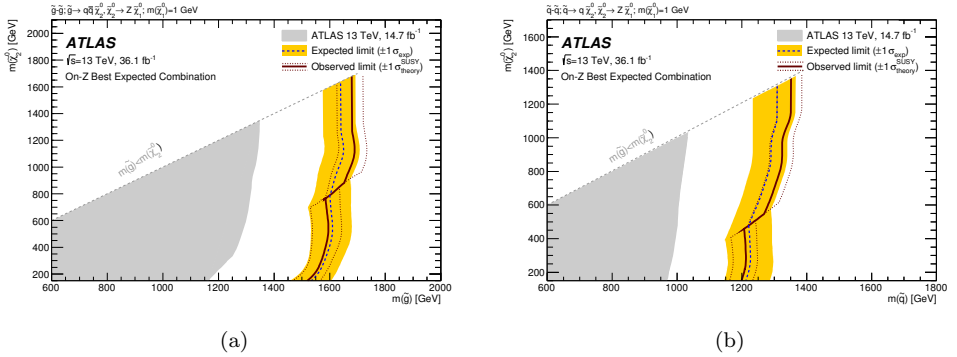 g̃-g̃; g̃→ qq̄ χ̃⁰₂, χ̃⁰₂→ Z χ̃⁰₁; m(χ̃⁰₁)=1 GeV
m(χ̃⁰₂) [GeV]
2000
1800
1600
1400
1200
1000
800
600
400
200
ATLAS
√s=13 TeV, 36.1 fb⁻¹
On-Z Best Expected Combination
ATLAS 13 TeV, 14.7 fb⁻¹
Expected limit (±1 σexp)
Observed limit (±1 σ^SUSY_theory)
m(g̃)<m(χ̃⁰₂)
600 800 1000 1200 1400 1600 1800 2000
m(g̃) [GeV]
(a)
q̃-q̃; q̃→ q χ̃⁰₂, χ̃⁰₂→ Z χ̃⁰₁; m(χ̃⁰₁)=1 GeV
m(χ̃⁰₂) [GeV]
1600
1400
1200
1000
800
600
400
200
ATLAS
√s=13 TeV, 36.1 fb⁻¹
On-Z Best Expected Combination
ATLAS 13 TeV, 14.7 fb⁻¹
Expected limit (±1 σexp)
Observed limit (±1 σ^SUSY_theory)
m(g̃)<m(χ̃⁰₂)
600 800 1000 1200 1400 1600 1800
m(q̃) [GeV]
(b)